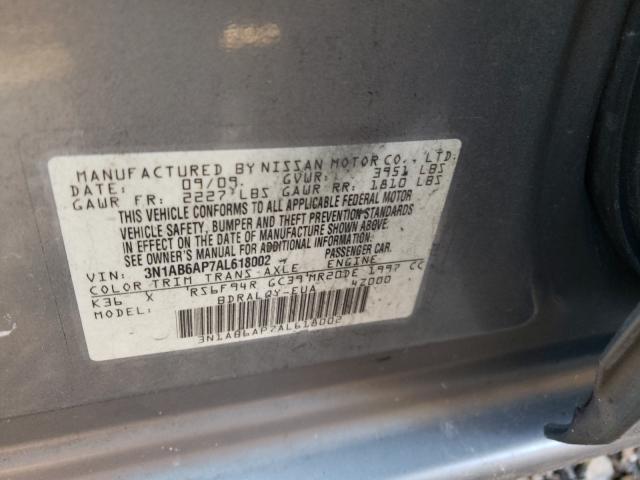 MANUFACTURED BY NISSAN MOTOR CO., LTD.
DATE: 09/09 GVWR: 3951 LBS
GAWR FR: 2227 LBS GAWR RR: 1810 LBS
THIS VEHICLE CONFORMS TO ALL APPLICABLE FEDERAL MOTOR
VEHICLE SAFETY, BUMPER AND THEFT PREVENTION STANDARDS
IN EFFECT ON THE DATE OF MANUFACTURE SHOWN ABOVE.
SEE OWNER'S MANUAL FOR ADDITIONAL INFORMATION
VIN: 3N1AB6AP7AL618002 PASSENGER CAR.
COLOR TRIM TRANS AXLE ENGINE
K36 X RS6F94R GC39 MR20DE 1997 CC
MODEL: BDRALQY-EUA 4Z000
3N1AB6AP7AL618002